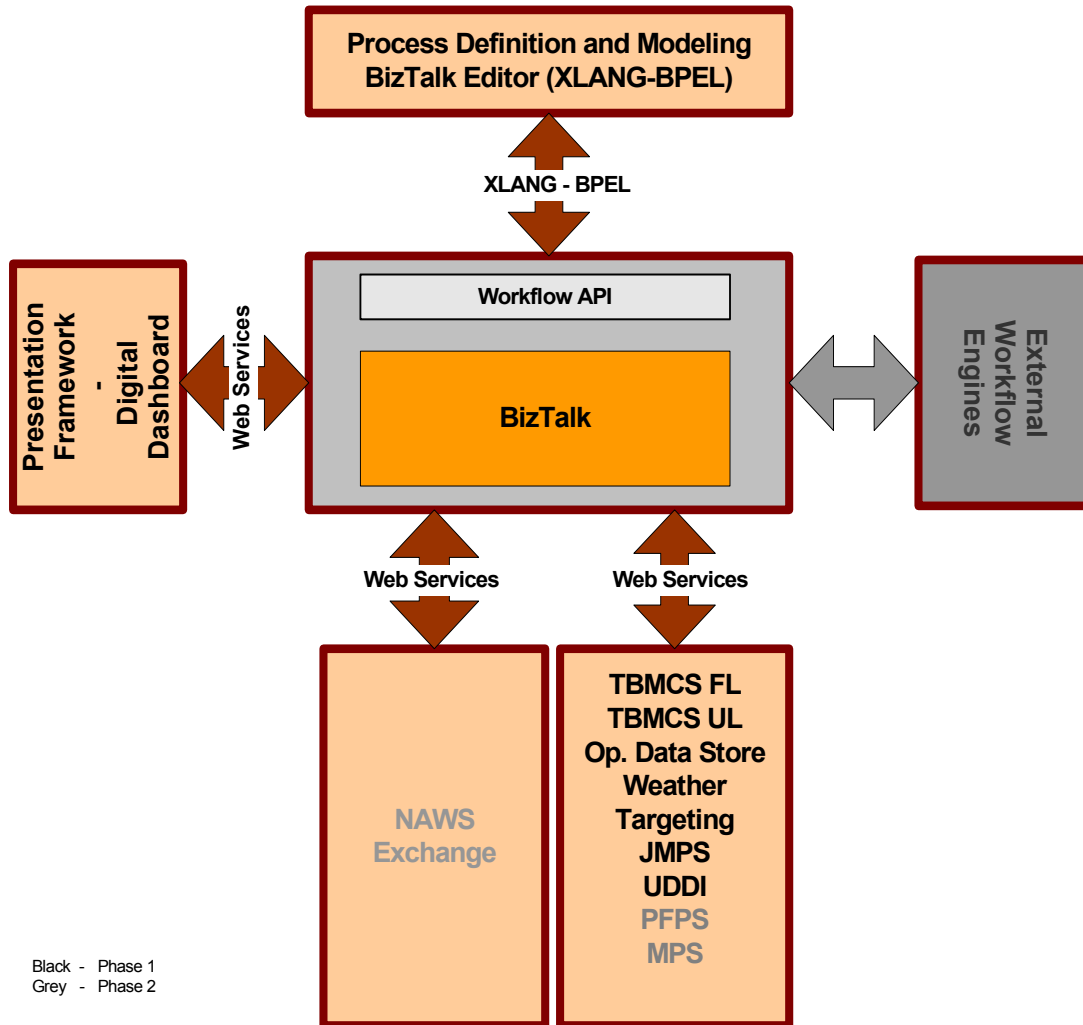 Process Definition and Modeling
BizTalk Editor (XLANG-BPEL)
XLANG - BPEL
Presentation
Framework
-
Digital
Dashboard
Web Services
Workflow API
BizTalk
External
Workflow
Engines
Web Services
Web Services
NAWS
Exchange
TBMCS FL
TBMCS UL
Op. Data Store
Weather
Targeting
JMPS
UDDI
PFPS
MPS
Black - Phase 1
Grey - Phase 2